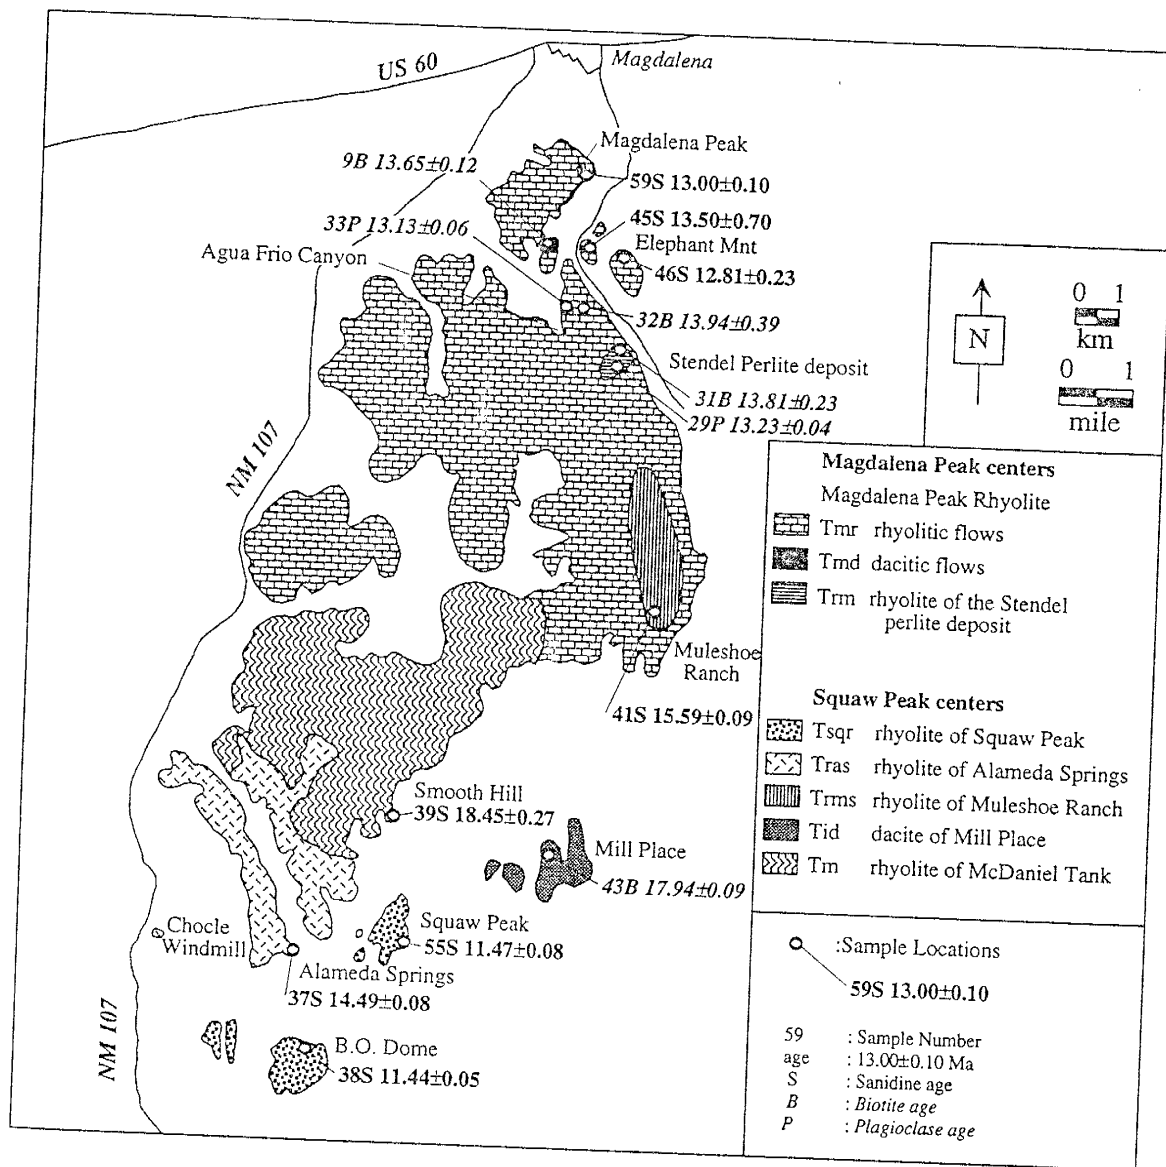 US 60
Magdalena
Magdalena Peak
9B 13.65±0.12
59S 13.00±0.10
33P 13.13±0.06
45S 13.50±0.70
Elephant Mnt
Agua Frio Canyon
46S 12.81±0.23
32B 13.94±0.39
Stendel Perlite deposit
31B 13.81±0.23
29P 13.23±0.04
NM 107
Muleshoe
Ranch
41S 15.59±0.09
Smooth Hill
39S 18.45±0.27
Mill Place
43B 17.94±0.09
Squaw Peak
55S 11.47±0.08
Chocle
Windmill
Alameda Springs
37S 14.49±0.08
NM 107
B.O. Dome
38S 11.44±0.05
N
0 1
km
0 1
mile
Magdalena Peak centers
Magdalena Peak Rhyolite
Tmr rhyolitic flows
Tmd dacitic flows
Trm rhyolite of the Stendel
perlite deposit
Squaw Peak centers
Tsqr rhyolite of Squaw Peak
Tras rhyolite of Alameda Springs
Trms rhyolite of Muleshoe Ranch
Tid dacite of Mill Place
Tm rhyolite of McDaniel Tank
:Sample Locations
59S 13.00±0.10
59 : Sample Number
age : 13.00±0.10 Ma
S : Sanidine age
B : Biotite age
P : Plagioclase age